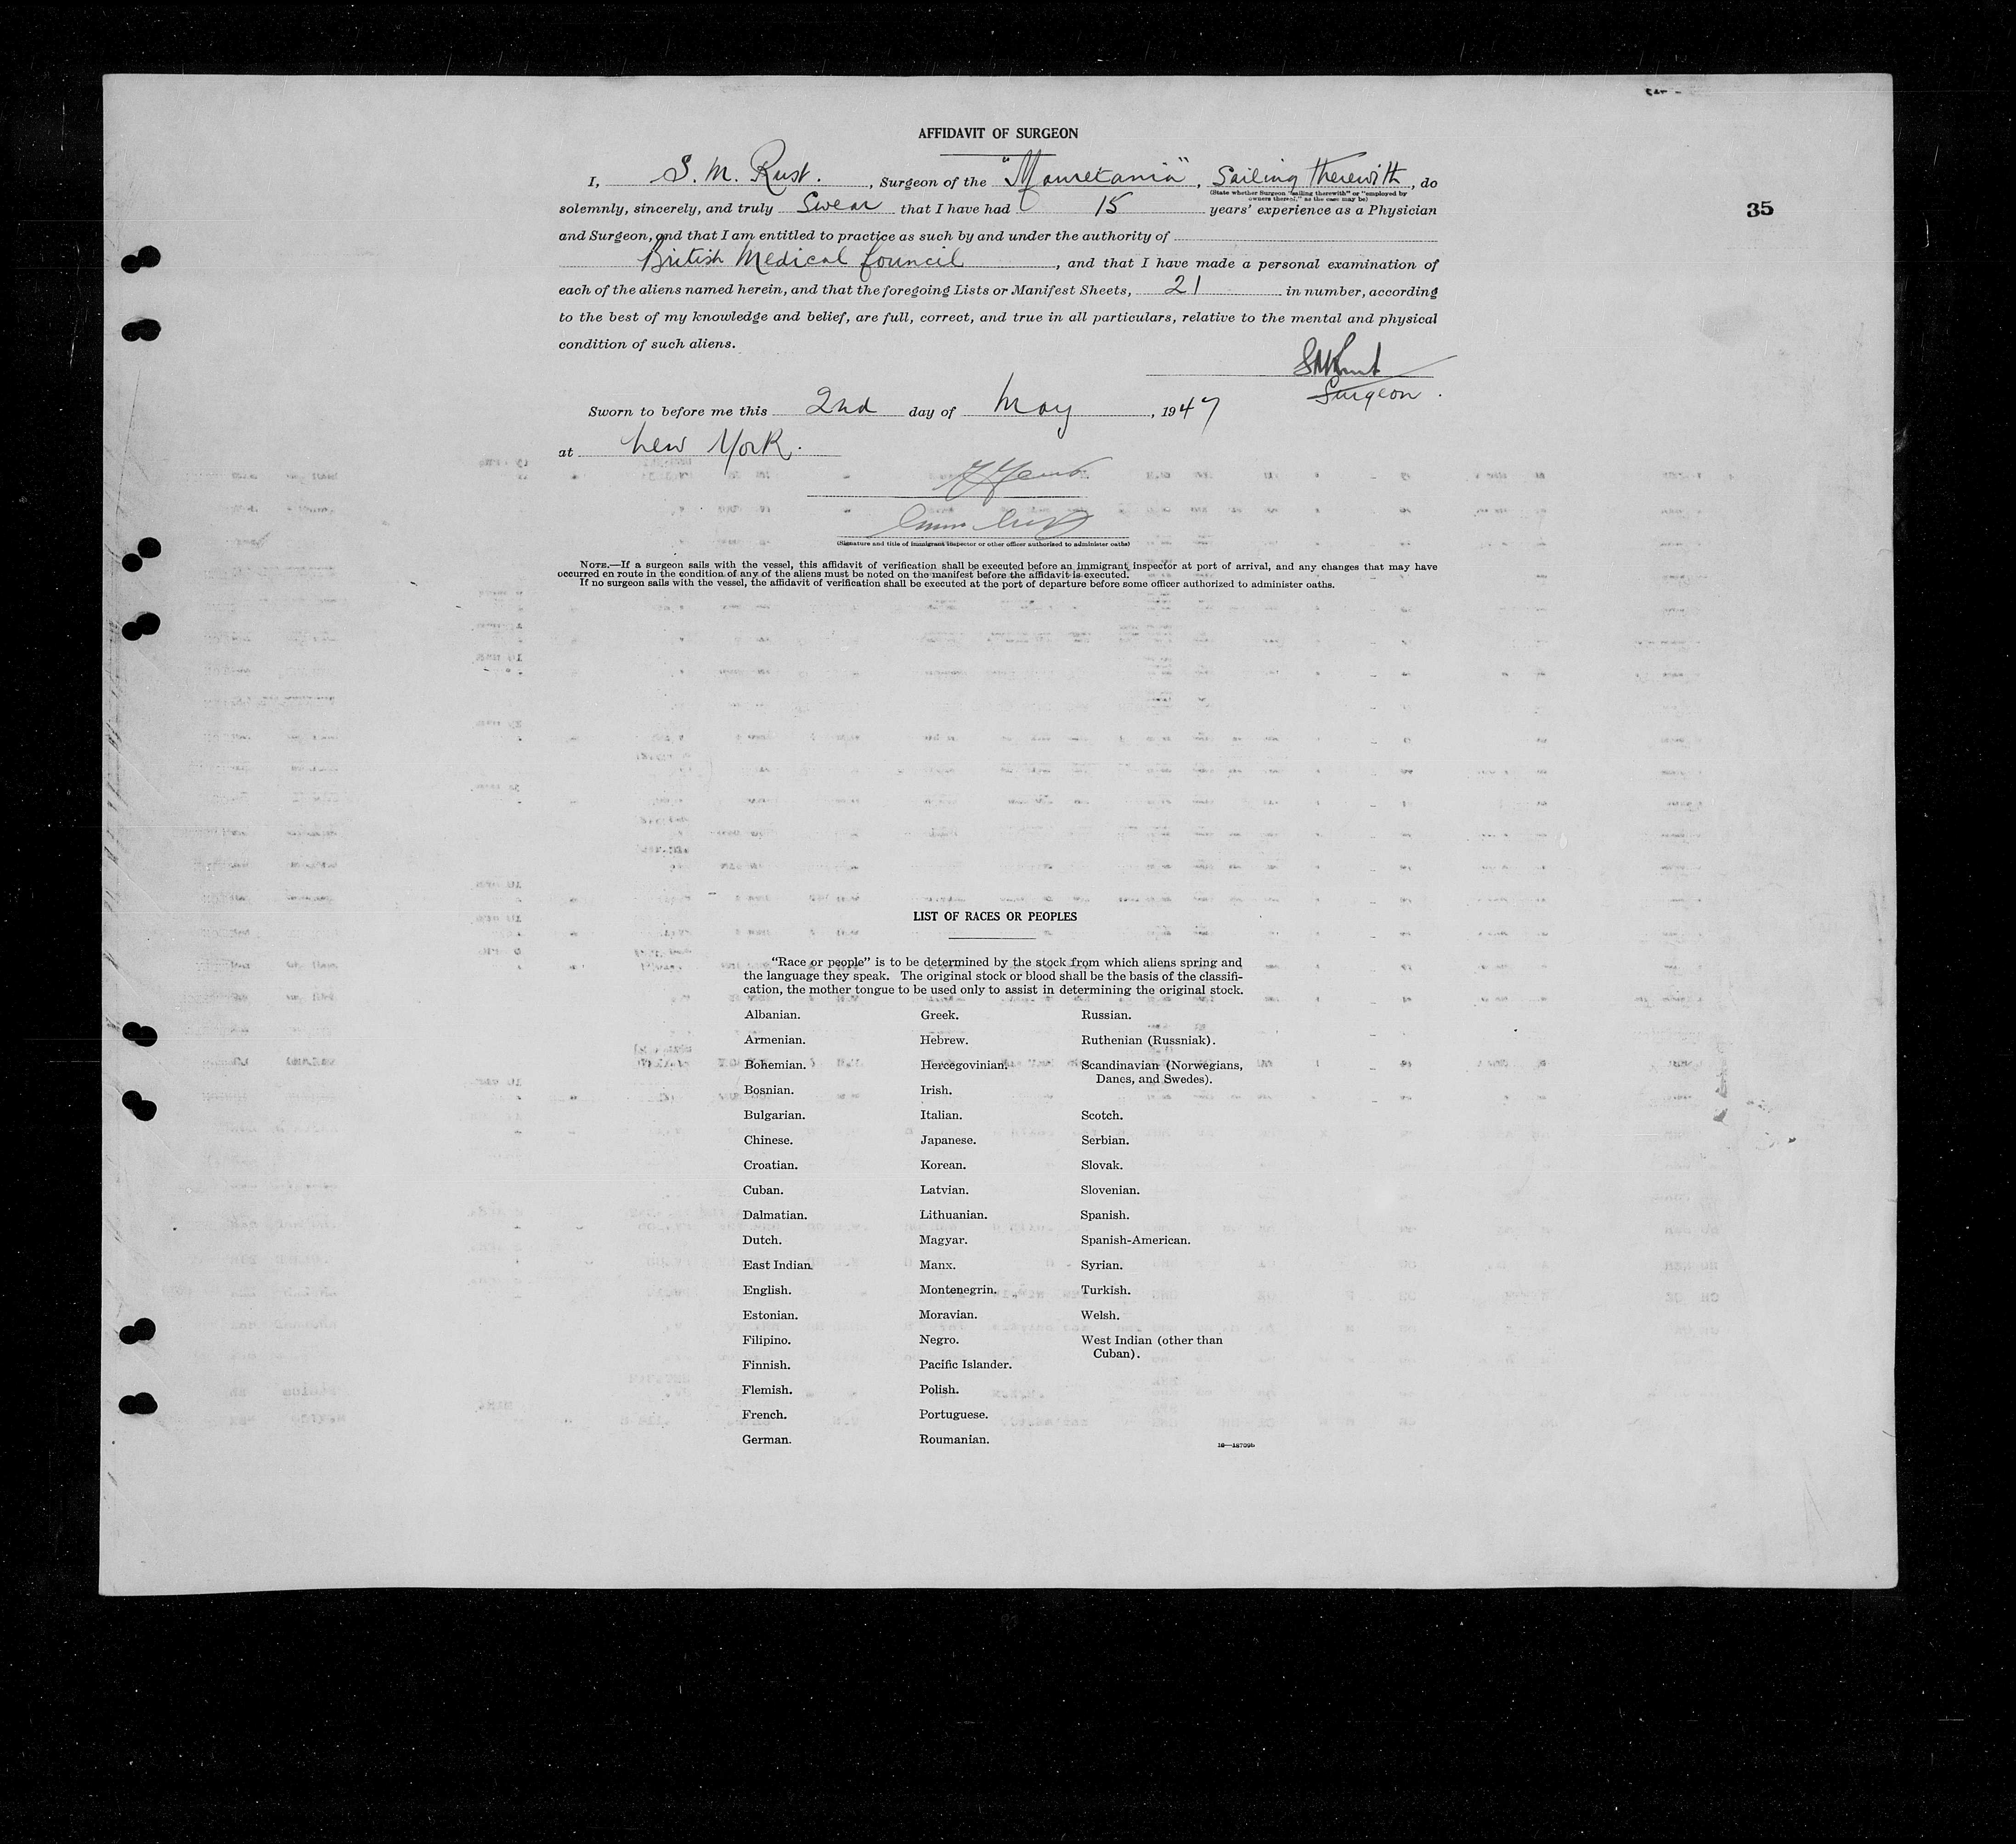 AFFIDAVIT OF SURGEON
I, S. M. Rust. , Surgeon of the "Mauretania", Sailing therewith, do
(State whether Surgeon "sailing therewith" or "employed by
owners thereof," as the case may be)
35
solemnly, sincerely, and truly Swear that I have had 15 years' experience as a Physician
and Surgeon, and that I am entitled to practice as such by and under the authority of
British Medical Council, and that I have made a personal examination of
each of the aliens named herein, and that the foregoing Lists or Manifest Sheets, 21 in number, according
to the best of my knowledge and belief, are full, correct, and true in all particulars, relative to the mental and physical
condition of such aliens.
SMRust
Surgeon.
Sworn to before me this 2nd day of May, 1947
at New York.
(Signature and title of immigrant inspector or other officer authorized to administer oaths)
NOTE.—If a surgeon sails with the vessel, this affidavit of verification shall be executed before an immigrant inspector at port of arrival, and any changes that may have
occurred en route in the condition of any of the aliens must be noted on the manifest before the affidavit is executed.
If no surgeon sails with the vessel, the affidavit of verification shall be executed at the port of departure before some officer authorized to administer oaths.
LIST OF RACES OR PEOPLES
"Race or people" is to be determined by the stock from which aliens spring and
the language they speak. The original stock or blood shall be the basis of the classifi-
cation, the mother tongue to be used only to assist in determining the original stock.
Albanian.
Armenian.
Bohemian.
Bosnian.
Bulgarian.
Chinese.
Croatian.
Cuban.
Dalmatian.
Dutch.
East Indian
English.
Estonian.
Filipino.
Finnish.
Flemish.
French.
German.
Greek.
Hebrew.
Hercegovinian.
Irish.
Italian.
Japanese.
Korean.
Latvian.
Lithuanian.
Magyar.
Manx.
Montenegrin.
Moravian.
Negro.
Pacific Islander.
Polish.
Portuguese.
Roumanian.
Russian.
Ruthenian (Russniak).
Scandinavian (Norwegians,
Danes, and Swedes).
Scotch.
Serbian.
Slovak.
Slovenian.
Spanish.
Spanish-American.
Syrian.
Turkish.
Welsh.
West Indian (other than
Cuban).